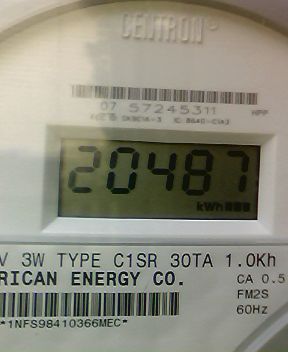 CENTRON®
07 57245311 HPP
20487
kWh
V 3W TYPE C1SR 30TA 1.0Kh
RICAN ENERGY CO. CA 0.5
FM2S
*1NFS98410366MEC* 60Hz